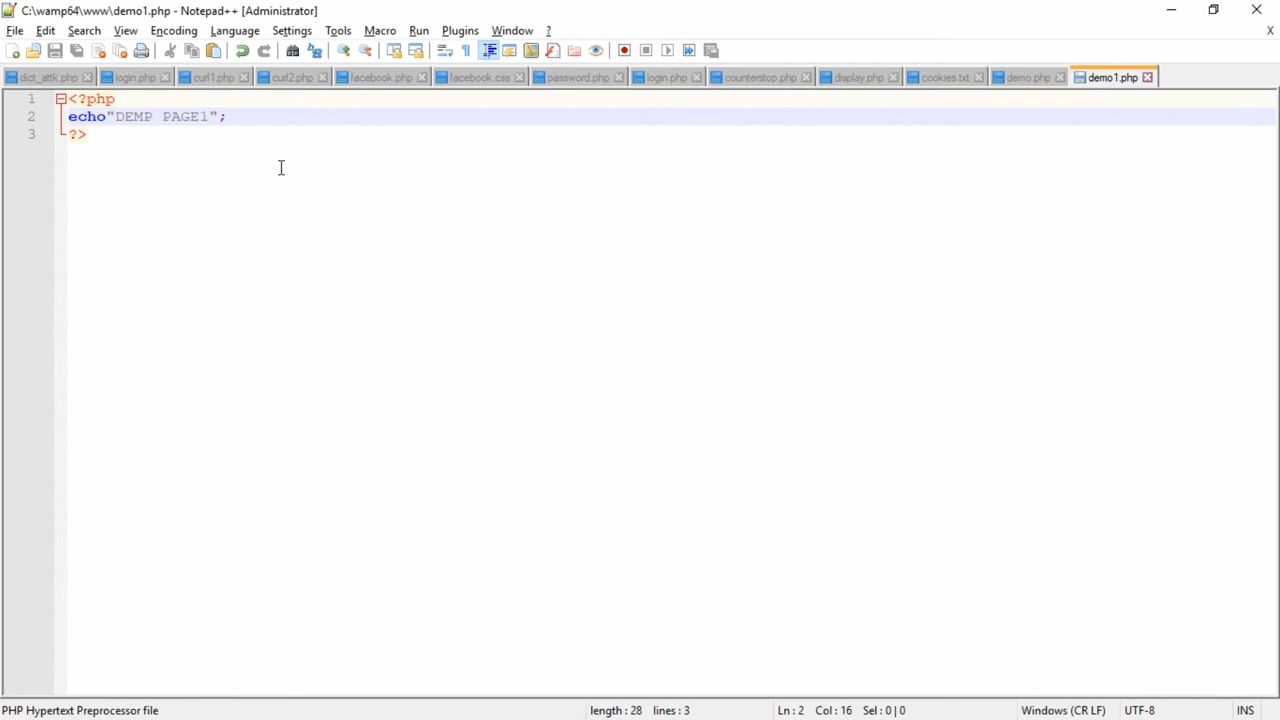 C:\wamp64\www\demo1.php - Notepad++ [Administrator]
File Edit Search View Encoding Language Settings Tools Macro Run Plugins Window ? X
dict_attk.php login.php curl1.php curl2.php facebook.php facebook.css password.php login.php counterstop.php display.php cookies.txt demo.php demo1.php
1 <?php
2 echo"DEMP PAGE1";
3 ?>
PHP Hypertext Preprocessor file length : 28 lines : 3 Ln : 2 Col : 16 Sel : 0 | 0 Windows (CR LF) UTF-8 INS